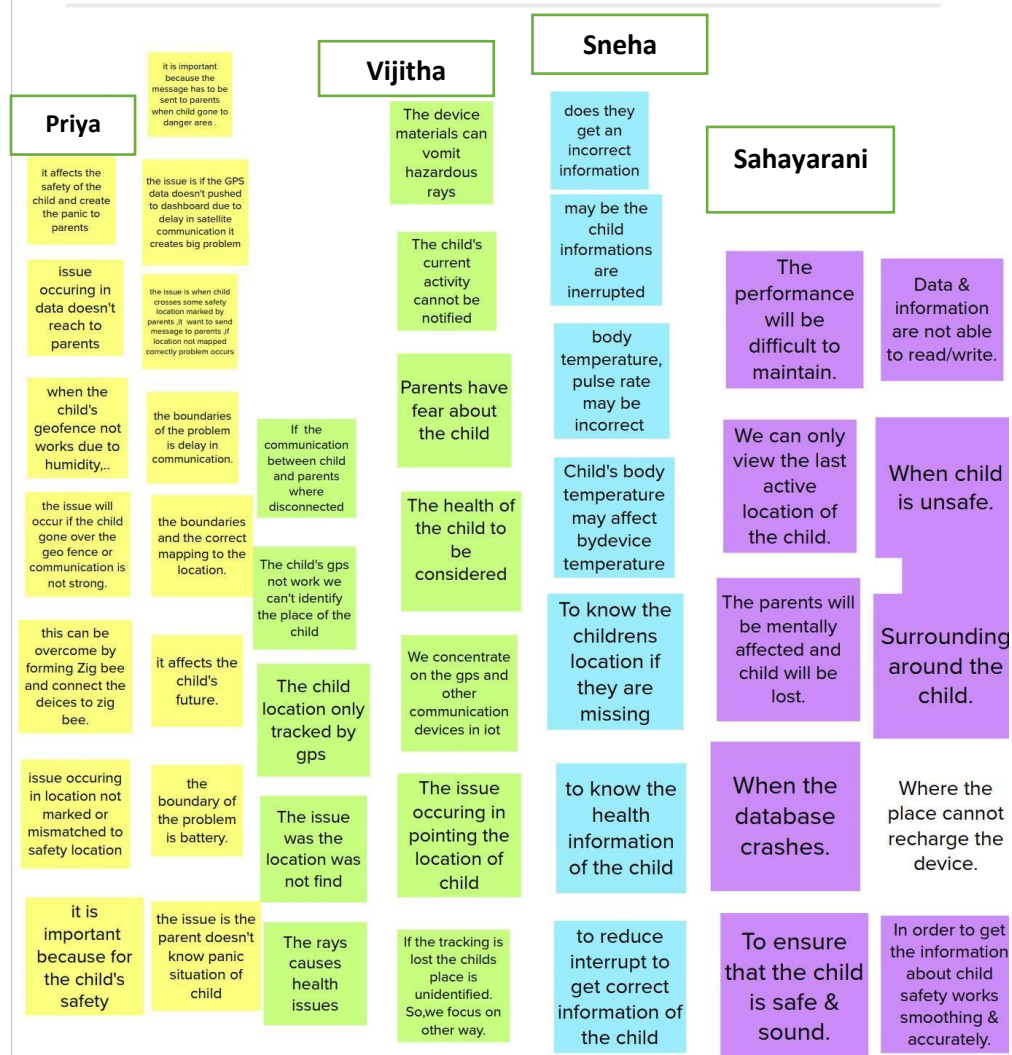 Priya
it is important
because the
message has to be
sent to parents
when child gone to
danger area .
it affects the
safety of the
child and create
the panic to
parents
the issue is if the GPS
data doesn't pushed
to dashboard due to
delay in satellite
communication it
creates big problem
issue
occuring in
data doesn't
reach to
parents
the issue is when child
crosses some safety
location marked by
parents ,it want to send
message to parents ,if
location not mapped
correctly problem occurs
when the
child's
geofence not
works due to
humidity,..
the boundaries
of the problem
is delay in
communication.
the issue will
occur if the child
gone over the
geo fence or
communication is
not strong.
the boundaries
and the correct
mapping to the
location.
this can be
overcome by
forming Zig bee
and connect the
deices to zig
bee.
it affects the
child's
future.
issue occuring
in location not
marked or
mismatched to
safety location
the
boundary of
the problem
is battery.
it is
important
because for
the child's
safety
the issue is the
parent doesn't
know panic
situation of
child
Vijitha
The device
materials can
vomit
hazardous
rays
The child's
current
activity
cannot be
notified
Parents have
fear about
the child
If the
communication
between child
and parents
where
disconnected
The health of
the child to
be
considered
The child's gps
not work we
can't identify
the place of the
child
We concentrate
on the gps and
other
communication
devices in iot
The child
location only
tracked by
gps
The issue
occuring in
pointing the
location of
child
The issue
was the
location was
not find
If the tracking is
lost the childs
place is
unidentified.
So,we focus on
other way.
The rays
causes
health
issues
Sneha
does they
get an
incorrect
information
may be the
child
informations
are
inerrupted
body
temperature,
pulse rate
may be
incorrect
Child's body
temperature
may affect
bydevice
temperature
To know the
childrens
location if
they are
missing
to know the
health
information
of the child
to reduce
interrupt to
get correct
information of
the child
Sahayarani
The
performance
will be
difficult to
maintain.
Data &
information
are not able
to read/write.
We can only
view the last
active
location of
the child.
When child
is unsafe.
The parents will
be mentally
affected and
child will be
lost.
Surrounding
around the
child.
When the
database
crashes.
Where the
place cannot
recharge the
device.
To ensure
that the child
is safe &
sound.
In order to get
the information
about child
safety works
smoothing &
accurately.